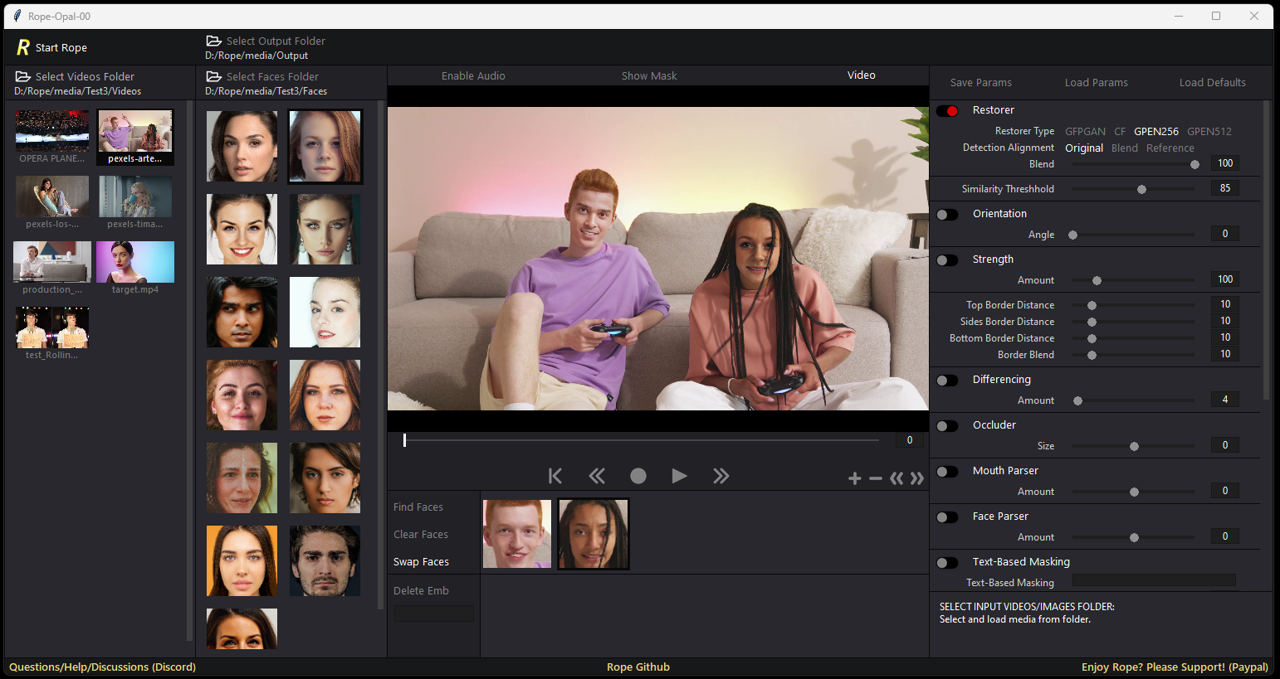 Rope-Opal-00
R Start Rope
Select Output Folder
D:/Rope/media/Output
Select Videos Folder
D:/Rope/media/Test3/Videos
Select Faces Folder
D:/Rope/media/Test3/Faces
OPERA PLANE...
pexels-arte...
pexels-los-...
pexels-tima...
production_...
target.mp4
test_Rollin...
Enable Audio
Show Mask
Video
0
Find Faces
Clear Faces
Swap Faces
Delete Emb
Save Params
Load Params
Load Defaults
Restorer
Restorer Type GFPGAN CF GPEN256 GPEN512
Detection Alignment Original Blend Reference
Blend 100
Similarity Threshhold 85
Orientation
Angle 0
Strength
Amount 100
Top Border Distance 10
Sides Border Distance 10
Bottom Border Distance 10
Border Blend 10
Differencing
Amount 4
Occluder
Size 0
Mouth Parser
Amount 0
Face Parser
Amount 0
Text-Based Masking
Text-Based Masking
SELECT INPUT VIDEOS/IMAGES FOLDER:
Select and load media from folder.
Questions/Help/Discussions (Discord)
Rope Github
Enjoy Rope? Please Support! (Paypal)